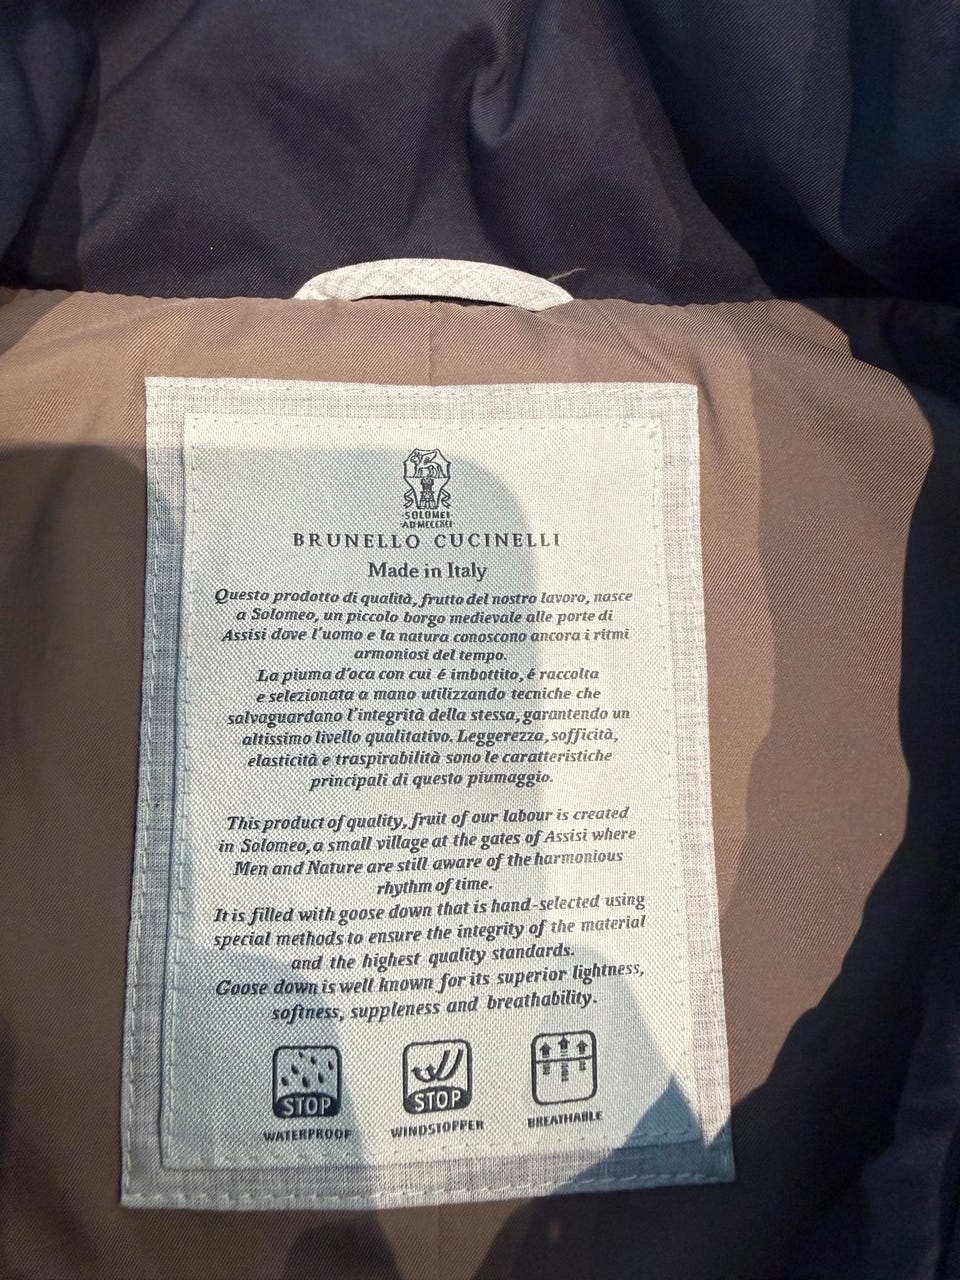 ·SOLOMEI·
·AD·MCCCXCI·
BRUNELLO CUCINELLI
Made in Italy
Questo prodotto di qualità, frutto del nostro lavoro, nasce
a Solomeo, un piccolo borgo medievale alle porte di
Assisi dove l'uomo e la natura conoscono ancora i ritmi
armoniosi del tempo.
La piuma d'oca con cui é imbottito, é raccolta
e selezionata a mano utilizzando tecniche che
salvaguardano l'integrità della stessa, garantendo un
altissimo livello qualitativo. Leggerezza, sofficità,
elasticità e traspirabilità sono le caratteristiche
principali di questo piumaggio.
This product of quality, fruit of our labour is created
in Solomeo, a small village at the gates of Assisi where
Men and Nature are still aware of the harmonious
rhythm of time.
It is filled with goose down that is hand-selected using
special methods to ensure the integrity of the material
and the highest quality standards.
Goose down is well known for its superior lightness,
softness, suppleness and breathability.
STOP STOP
WATERPROOF WINDSTOPPER BREATHABLE